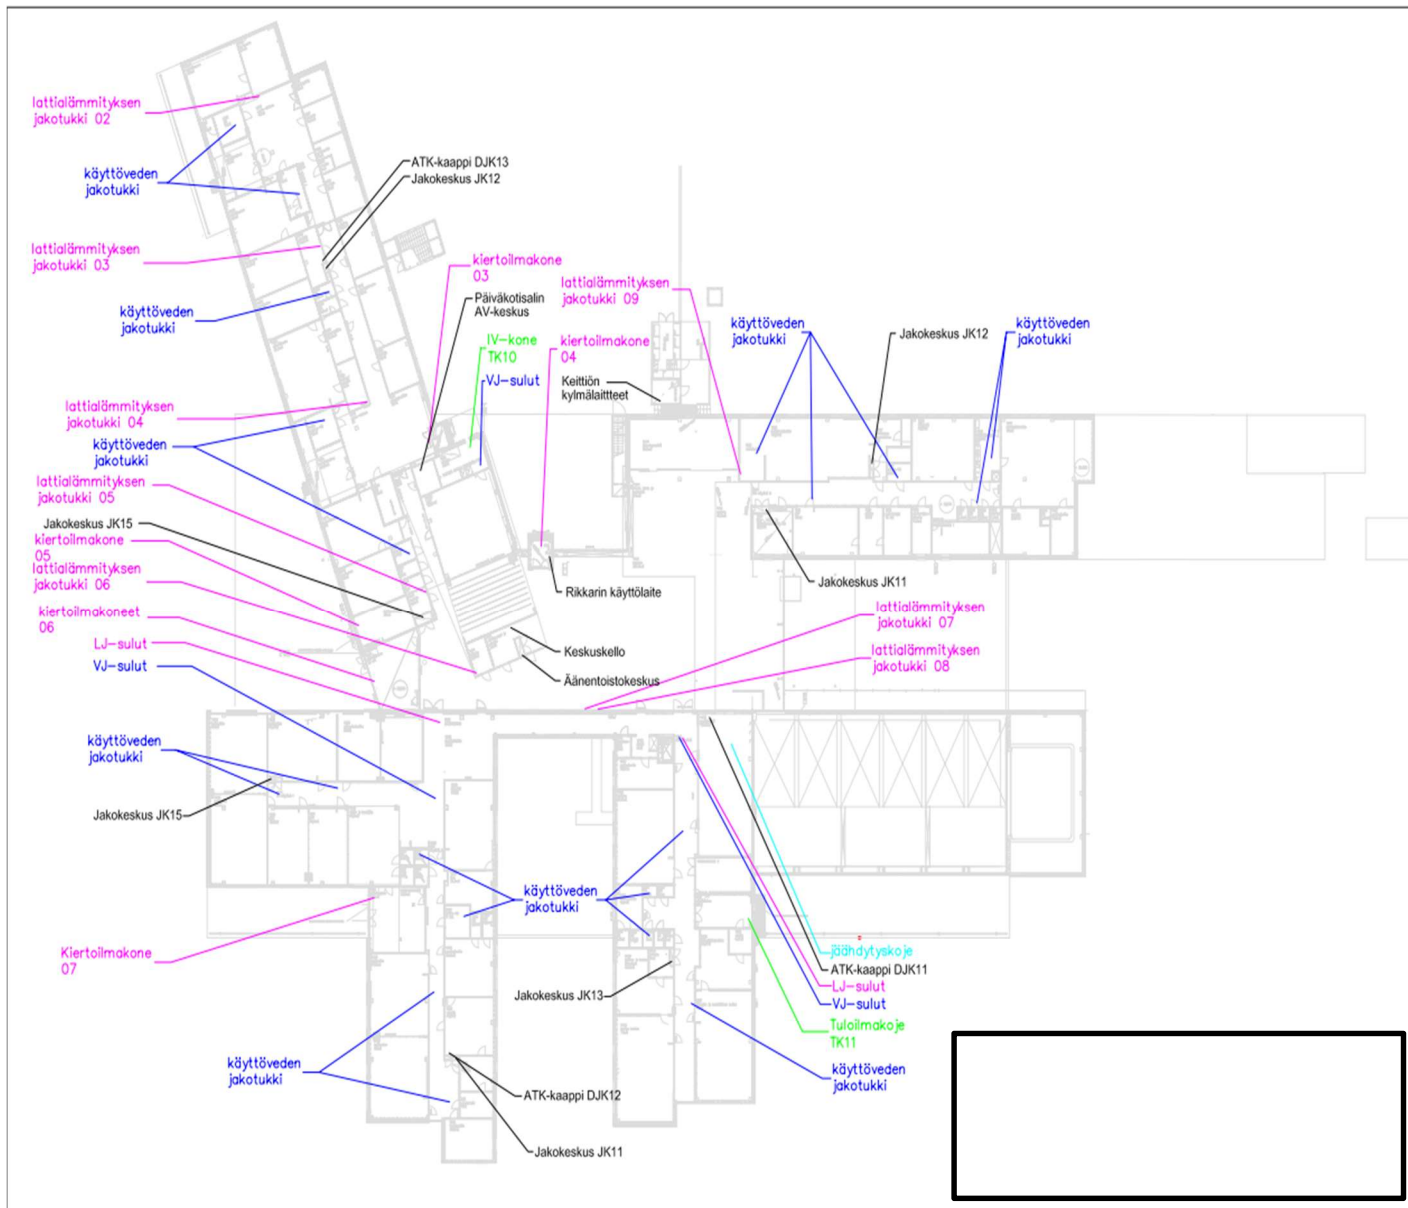 lattialämmityksen
jakotukki 02
käyttöveden
jakotukki
ATK-kaappi DJK13
Jakokeskus JK12
lattialämmityksen
jakotukki 03
käyttöveden
jakotukki
kiertoilmakone
03
Päiväkotisalin
AV-keskus
IV-kone
TK10
VJ-sulut
lattialämmityksen
jakotukki 09
kiertoilmakone
04
Keittiön
kylmälaittteet
käyttöveden
jakotukki
Jakokeskus JK12
käyttöveden
jakotukki
lattialämmityksen
jakotukki 04
käyttöveden
jakotukki
lattialämmityksen
jakotukki 05
Jakokeskus JK15
kiertoilmakone
05
lattialämmityksen
jakotukki 06
kiertoilmakoneet
06
LJ-sulut
VJ-sulut
Rikkarin käyttölaite
Keskuskello
Äänentoistokeskus
Jakokeskus JK11
lattialämmityksen
jakotukki 07
lattialämmityksen
jakotukki 08
käyttöveden
jakotukki
Jakokeskus JK15
Kiertoilmakone
07
käyttöveden
jakotukki
Jakokeskus JK13
jäähdytyskoje
ATK-kaappi DJK11
LJ-sulut
VJ-sulut
Tuloilmakoje
TK11
käyttöveden
jakotukki
käyttöveden
jakotukki
ATK-kaappi DJK12
Jakokeskus JK11